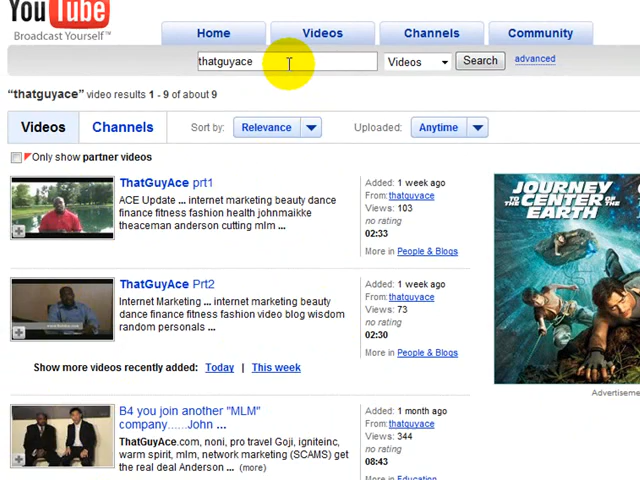 YouTube
Broadcast Yourself™
Home
Videos
Channels
Community
thatguyace
Videos
Search
advanced
“thatguyace” video results 1 - 9 of about 9
Videos
Channels
Sort by:
Relevance
Uploaded:
Anytime
Only show partner videos
ThatGuyAce prt1
ACE Update ... internet marketing beauty dance
finance fitness fashion health johnmaikke
theaceman anderson cutting mlm ...
Added: 1 week ago
From: thatguyace
Views: 103
no rating
02:33
More in People & Blogs
ThatGuyAce Prt2
Internet Marketing ... internet marketing beauty
dance finance fitness fashion video blog wisdom
random personals ...
Added: 1 week ago
From: thatguyace
Views: 73
no rating
02:30
More in People & Blogs
Show more videos recently added: Today | This week
B4 you join another "MLM"
company......John ...
ThatGuyAce.com, noni, pro travel Goji, igniteinc,
warm spirit, mlm, network marketing (SCAMS) get
the real deal Anderson ... (more)
Added: 1 month ago
From: thatguyace
Views: 344
no rating
08:43
More in Education
JOURNEY
TO THE CENTER OF THE
EARTH
Advertiseme